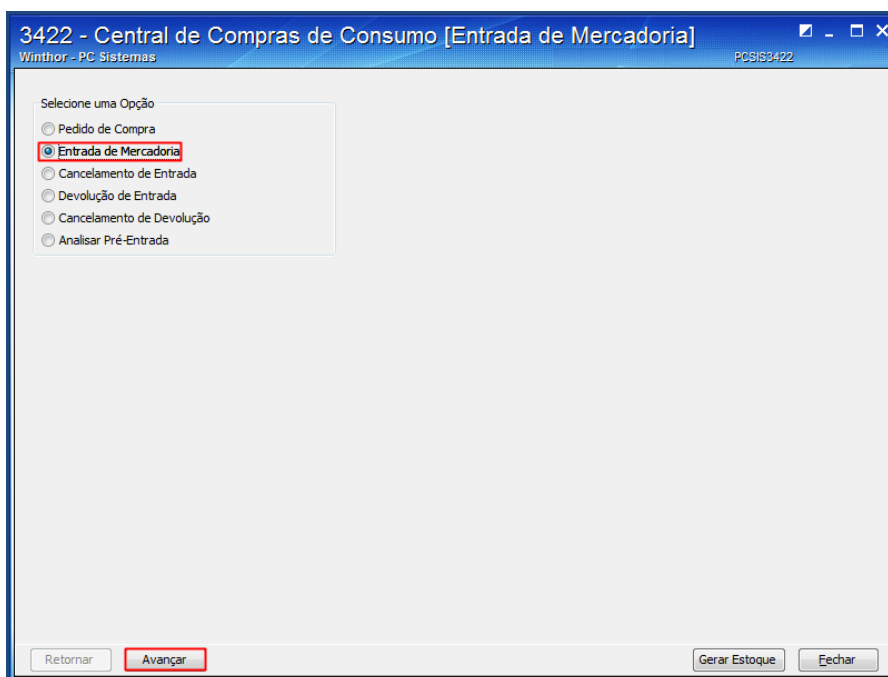 3422 - Central de Compras de Consumo [Entrada de Mercadoria]
Winthor - PC Sistemas
PCSIS3422
Selecione uma Opção
Pedido de Compra
Entrada de Mercadoria
Cancelamento de Entrada
Devolução de Entrada
Cancelamento de Devolução
Analisar Pré-Entrada
Retornar
Avançar
Gerar Estoque
Fechar